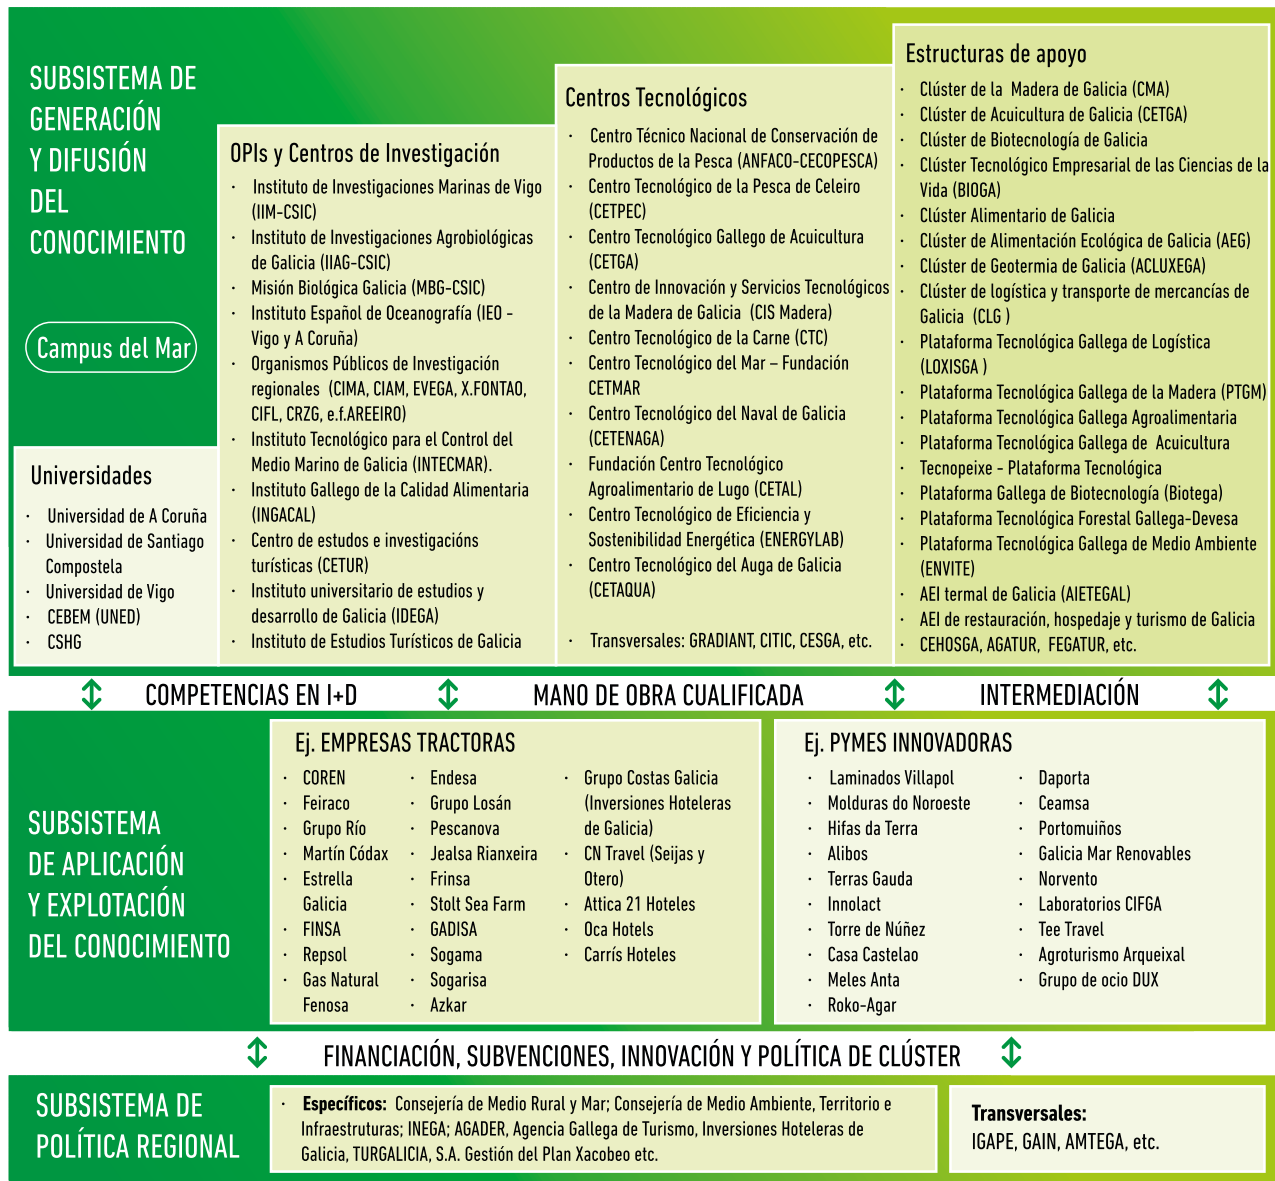 SUBSISTEMA DE
GENERACIÓN
Y DIFUSIÓN
DEL
CONOCIMIENTO
Campus del Mar
Universidades
· Universidad de A Coruña
· Universidad de Santiago
Compostela
· Universidad de Vigo
· CEBEM (UNED)
· CSHG
OPIs y Centros de Investigación
· Instituto de Investigaciones Marinas de Vigo
(IIM-CSIC)
· Instituto de Investigaciones Agrobiológicas
de Galicia (IIAG-CSIC)
· Misión Biológica Galicia (MBG-CSIC)
· Instituto Español de Oceanografía (IEO -
Vigo y A Coruña)
· Organismos Públicos de Investigación
regionales (CIMA, CIAM, EVEGA, X.FONTAO,
CIFL, CRZG, e.f.AREEIRO)
· Instituto Tecnológico para el Control del
Medio Marino de Galicia (INTECMAR).
· Instituto Gallego de la Calidad Alimentaria
(INGACAL)
· Centro de estudos e investigacións
turísticas (CETUR)
· Instituto universitario de estudios y
desarrollo de Galicia (IDEGA)
· Instituto de Estudios Turísticos de Galicia
Centros Tecnológicos
· Centro Técnico Nacional de Conservación de
Productos de la Pesca (ANFACO-CECOPESCA)
· Centro Tecnológico de la Pesca de Celeiro
(CETPEC)
· Centro Tecnológico Gallego de Acuicultura
(CETGA)
· Centro de Innovación y Servicios Tecnológicos
de la Madera de Galicia (CIS Madera)
· Centro Tecnológico de la Carne (CTC)
· Centro Tecnológico del Mar – Fundación
CETMAR
· Centro Tecnológico del Naval de Galicia
(CETENAGA)
· Fundación Centro Tecnológico
Agroalimentario de Lugo (CETAL)
· Centro Tecnológico de Eficiencia y
Sostenibilidad Energética (ENERGYLAB)
· Centro Tecnológico del Auga de Galicia
(CETAQUA)
· Transversales: GRADIANT, CITIC, CESGA, etc.
Estructuras de apoyo
· Clúster de la Madera de Galicia (CMA)
· Clúster de Acuicultura de Galicia (CETGA)
· Clúster de Biotecnología de Galicia
· Clúster Tecnológico Empresarial de las Ciencias de la
Vida (BIOGA)
· Clúster Alimentario de Galicia
· Clúster de Alimentación Ecológica de Galicia (AEG)
· Clúster de Geotermia de Galicia (ACLUXEGA)
· Clúster de logística y transporte de mercancías de
Galicia (CLG )
· Plataforma Tecnológica Gallega de Logística
(LOXISGA )
· Plataforma Tecnológica Gallega de la Madera (PTGM)
· Plataforma Tecnológica Gallega Agroalimentaria
· Plataforma Tecnológica Gallega de Acuicultura
· Tecnopeixe - Plataforma Tecnológica
· Plataforma Gallega de Biotecnología (Biotega)
· Plataforma Tecnológica Forestal Gallega-Devesa
· Plataforma Tecnológica Gallega de Medio Ambiente
(ENVITE)
· AEI termal de Galicia (AIETEGAL)
· AEI de restauración, hospedaje y turismo de Galicia
· CEHOSGA, AGATUR, FEGATUR, etc.
COMPETENCIAS EN I+D MANO DE OBRA CUALIFICADA INTERMEDIACIÓN
SUBSISTEMA
DE APLICACIÓN
Y EXPLOTACIÓN
DEL CONOCIMIENTO
Ej. EMPRESAS TRACTORAS
· COREN
· Feiraco
· Grupo Río
· Martín Códax
· Estrella
Galicia
· FINSA
· Repsol
· Gas Natural
Fenosa
· Endesa
· Grupo Losán
· Pescanova
· Jealsa Rianxeira
· Frinsa
· Stolt Sea Farm
· GADISA
· Sogama
· Sogarisa
· Azkar
· Grupo Costas Galicia
(Inversiones Hoteleras
de Galicia)
· CN Travel (Seijas y
Otero)
· Attica 21 Hoteles
· Oca Hotels
· Carrís Hoteles
Ej. PYMES INNOVADORAS
· Laminados Villapol
· Molduras do Noroeste
· Hifas da Terra
· Alibos
· Terras Gauda
· Innolact
· Torre de Núñez
· Casa Castelao
· Meles Anta
· Roko-Agar
· Daporta
· Ceamsa
· Portomuiños
· Galicia Mar Renovables
· Norvento
· Laboratorios CIFGA
· Tee Travel
· Agroturismo Arqueixal
· Grupo de ocio DUX
FINANCIACIÓN, SUBVENCIONES, INNOVACIÓN Y POLÍTICA DE CLÚSTER
SUBSISTEMA DE
POLÍTICA REGIONAL
· Específicos: Consejería de Medio Rural y Mar; Consejería de Medio Ambiente, Territorio e
Infraestruturas; INEGA; AGADER, Agencia Gallega de Turismo, Inversiones Hoteleras de
Galicia, TURGALICIA, S.A. Gestión del Plan Xacobeo etc.
Transversales:
IGAPE, GAIN, AMTEGA, etc.